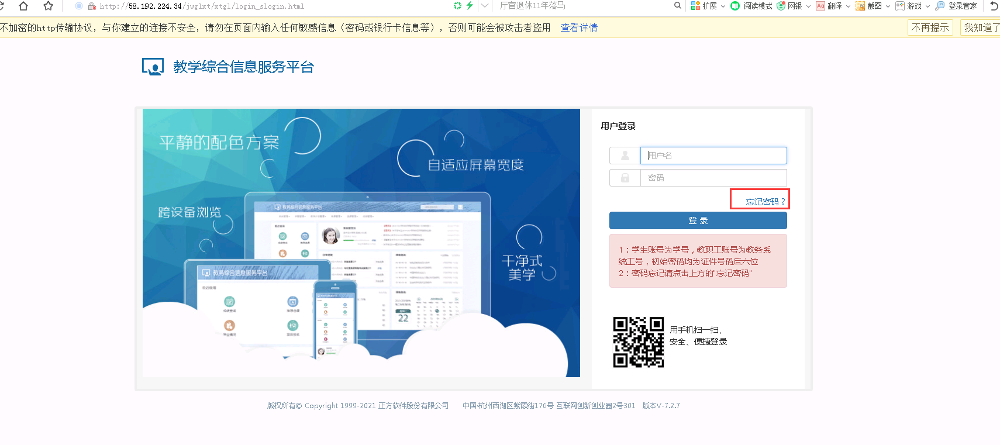 http://58.192.224.34/jwglxt/xtgl/login_slogin.html
厅官退休11年落马
扩展
阅读模式
网银
翻译
截图
游戏
登录管家
不加密的http传输协议，与你建立的连接不安全，请勿在页面内输入任何敏感信息（密码或银行卡信息等），否则可能会被攻击者盗用 查看详情
不再提示
我知道了
教学综合信息服务平台
平静的配色方案
自适应屏幕宽度
跨设备浏览
干净式
美学
教学综合信息服务平台
教学综合信息服务平台
22
用户登录
用户名
密码
忘记密码？
登 录
1：学生账号为学号，教职工账号为教务系
统工号，初始密码均为证件号码后六位
2：密码忘记请点击上方的"忘记密码"
用手机扫一扫，
安全、便捷登录
版权所有© Copyright 1999-2021 正方软件股份有限公司 中国·杭州西湖区紫霞街176号 互联网创新创业园2号301 版本V-7.2.7